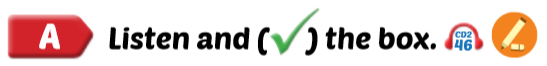 A Listen and (✓) the box. CD2 46